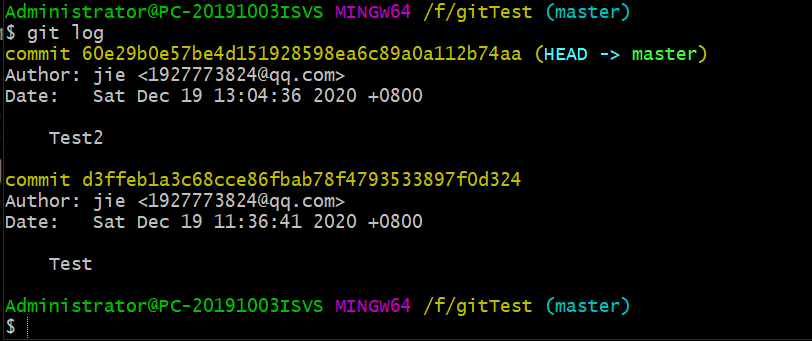 Administrator@PC-20191003ISVS MINGW64 /f/gitTest (master)
$ git log
commit 60e29b0e57be4d151928598ea6c89a0a112b74aa (HEAD -> master)
Author: jie <1927773824@qq.com>
Date:   Sat Dec 19 13:04:36 2020 +0800
    Test2
commit d3ffeb1a3c68cce86fbab78f4793533897f0d324
Author: jie <1927773824@qq.com>
Date:   Sat Dec 19 11:36:41 2020 +0800
    Test
Administrator@PC-20191003ISVS MINGW64 /f/gitTest (master)
$